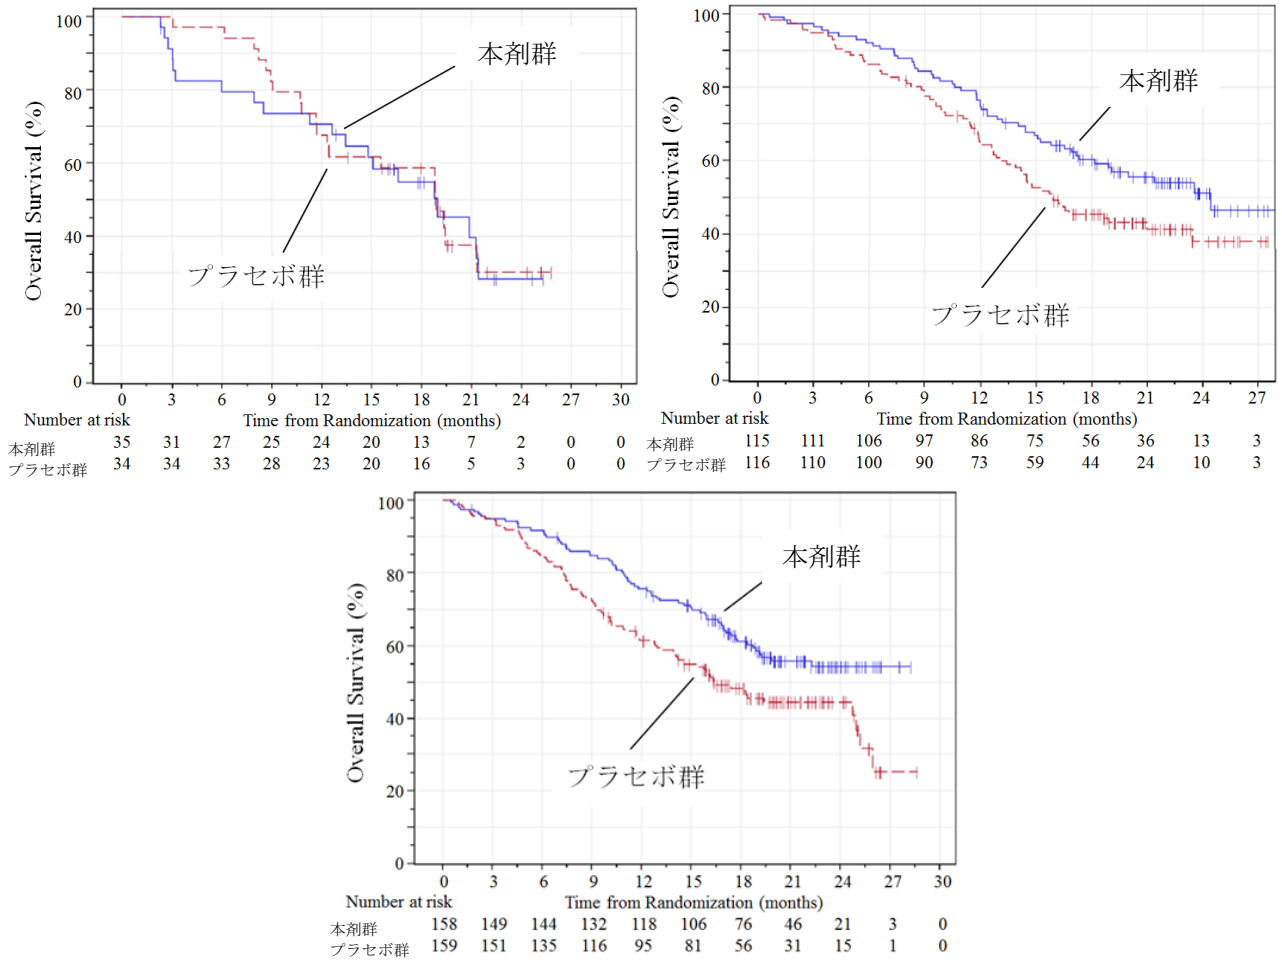 100
80
60
40
20
0
Overall Survival (%)
本剤群
プラセボ群
0 3 6 9 12 15 18 21 24 27 30
Number at risk Time from Randomization (months)
本剤群 35 31 27 25 24 20 13 7 2 0 0
プラセボ群 34 34 33 28 23 20 16 5 3 0 0
100
80
60
40
20
0
Overall Survival (%)
本剤群
プラセボ群
0 3 6 9 12 15 18 21 24 27
Number at risk Time from Randomization (months)
本剤群 115 111 106 97 86 75 56 36 13 3
プラセボ群 116 110 100 90 73 59 44 24 10 3
100
80
60
40
20
0
Overall Survival (%)
本剤群
プラセボ群
0 3 6 9 12 15 18 21 24 27 30
Number at risk Time from Randomization (months)
本剤群 158 149 144 132 118 106 76 46 21 3 0
プラセボ群 159 151 135 116 95 81 56 31 15 1 0